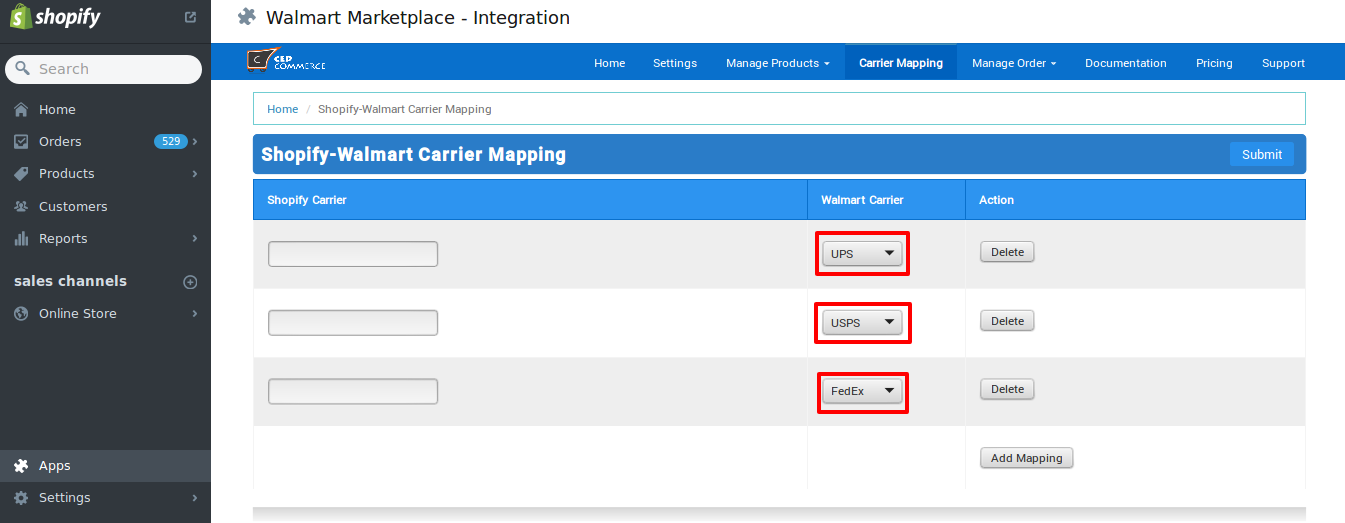 shopify
Search
Home
Orders 529
Products
Customers
Reports
sales channels
Online Store
Apps
Settings
Walmart Marketplace - Integration
C CED COMMERCE
Home Settings Manage Products Carrier Mapping Manage Order Documentation Pricing Support
Home / Shopify-Walmart Carrier Mapping
Shopify-Walmart Carrier Mapping Submit
Shopify Carrier Walmart Carrier Action
UPS Delete
USPS Delete
FedEx Delete
Add Mapping